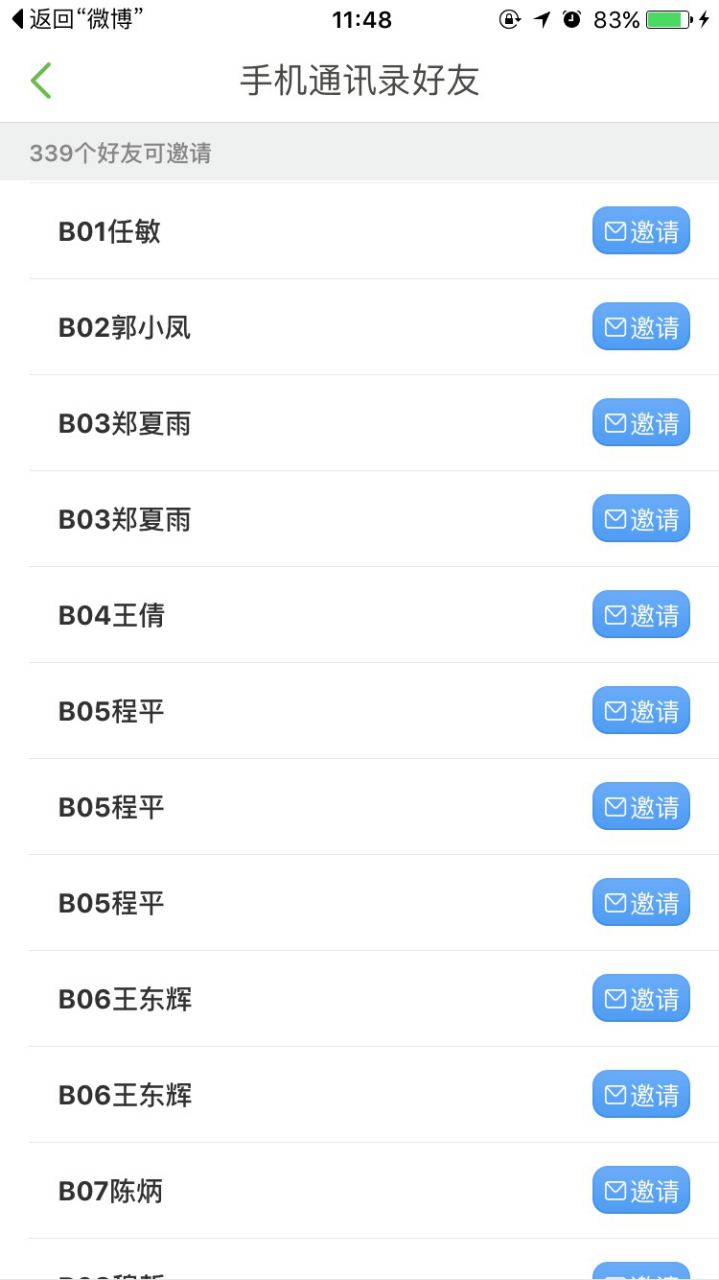 返回“微博”
11:48
83%
手机通讯录好友
339个好友可邀请
B01任敏
邀请
B02郭小凤
邀请
B03郑夏雨
邀请
B03郑夏雨
邀请
B04王倩
邀请
B05程平
邀请
B05程平
邀请
B05程平
邀请
B06王东辉
邀请
B06王东辉
邀请
B07陈炳
邀请